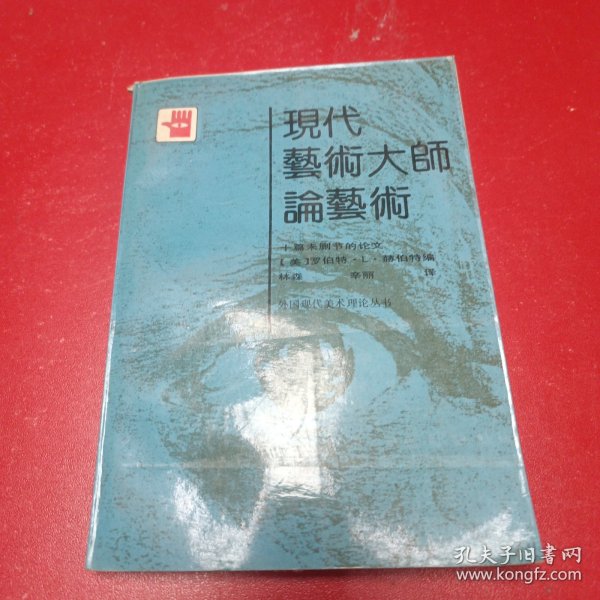 現代
藝術大師
論藝術
十篇未删节的论文
【美】罗伯特·L·赫伯特编
林森 辛丽 译
外国现代美术理论丛书
孔夫子旧书网
www.kongfz.com